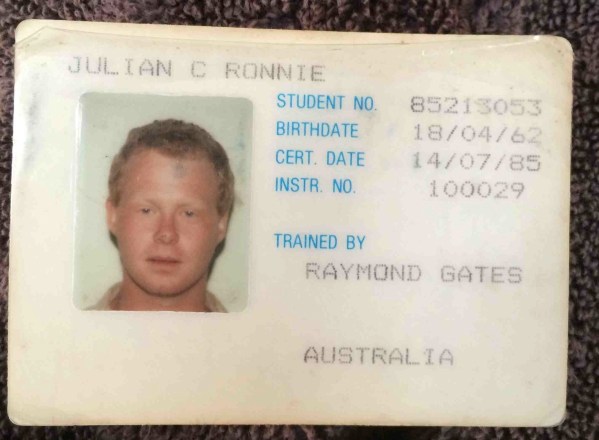 JULIAN C RONNIE
STUDENT NO. 85213053
BIRTHDATE 18/04/62
CERT. DATE 14/07/85
INSTR. NO. 100029
TRAINED BY
RAYMOND GATES
AUSTRALIA